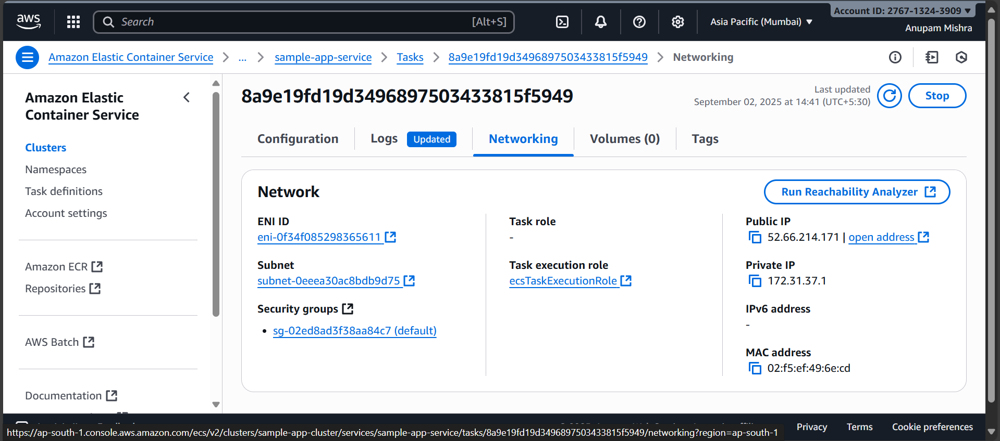 aws
Search [Alt+S]
Asia Pacific (Mumbai)
Account ID: 2767-1324-3909
Anupam Mishra
Amazon Elastic Container Service
...
sample-app-service
Tasks
8a9e19fd19d3496897503433815f5949
Networking
Amazon Elastic
Container Service
Clusters
Namespaces
Task definitions
Account settings
Amazon ECR
Repositories
AWS Batch
Documentation
8a9e19fd19d3496897503433815f5949
Last updated
September 02, 2025 at 14:41 (UTC+5:30)
Stop
Configuration
Logs Updated
Networking
Volumes (0)
Tags
Network
Run Reachability Analyzer
ENI ID
eni-0f34f085298365611
Subnet
subnet-0eeea30ac8bdb9d75
Security groups
• sg-02ed8ad3f38aa84c7 (default)
Task role
-
Task execution role
ecsTaskExecutionRole
Public IP
52.66.214.171 | open address
Private IP
172.31.37.1
IPv6 address
-
MAC address
02:f5:ef:49:6e:cd
https://ap-south-1.console.aws.amazon.com/ecs/v2/clusters/sample-app-cluster/services/sample-app-service/tasks/8a9e19fd19d3496897503433815f5949/networking?region=ap-south-1
Privacy
Terms
Cookie preferences